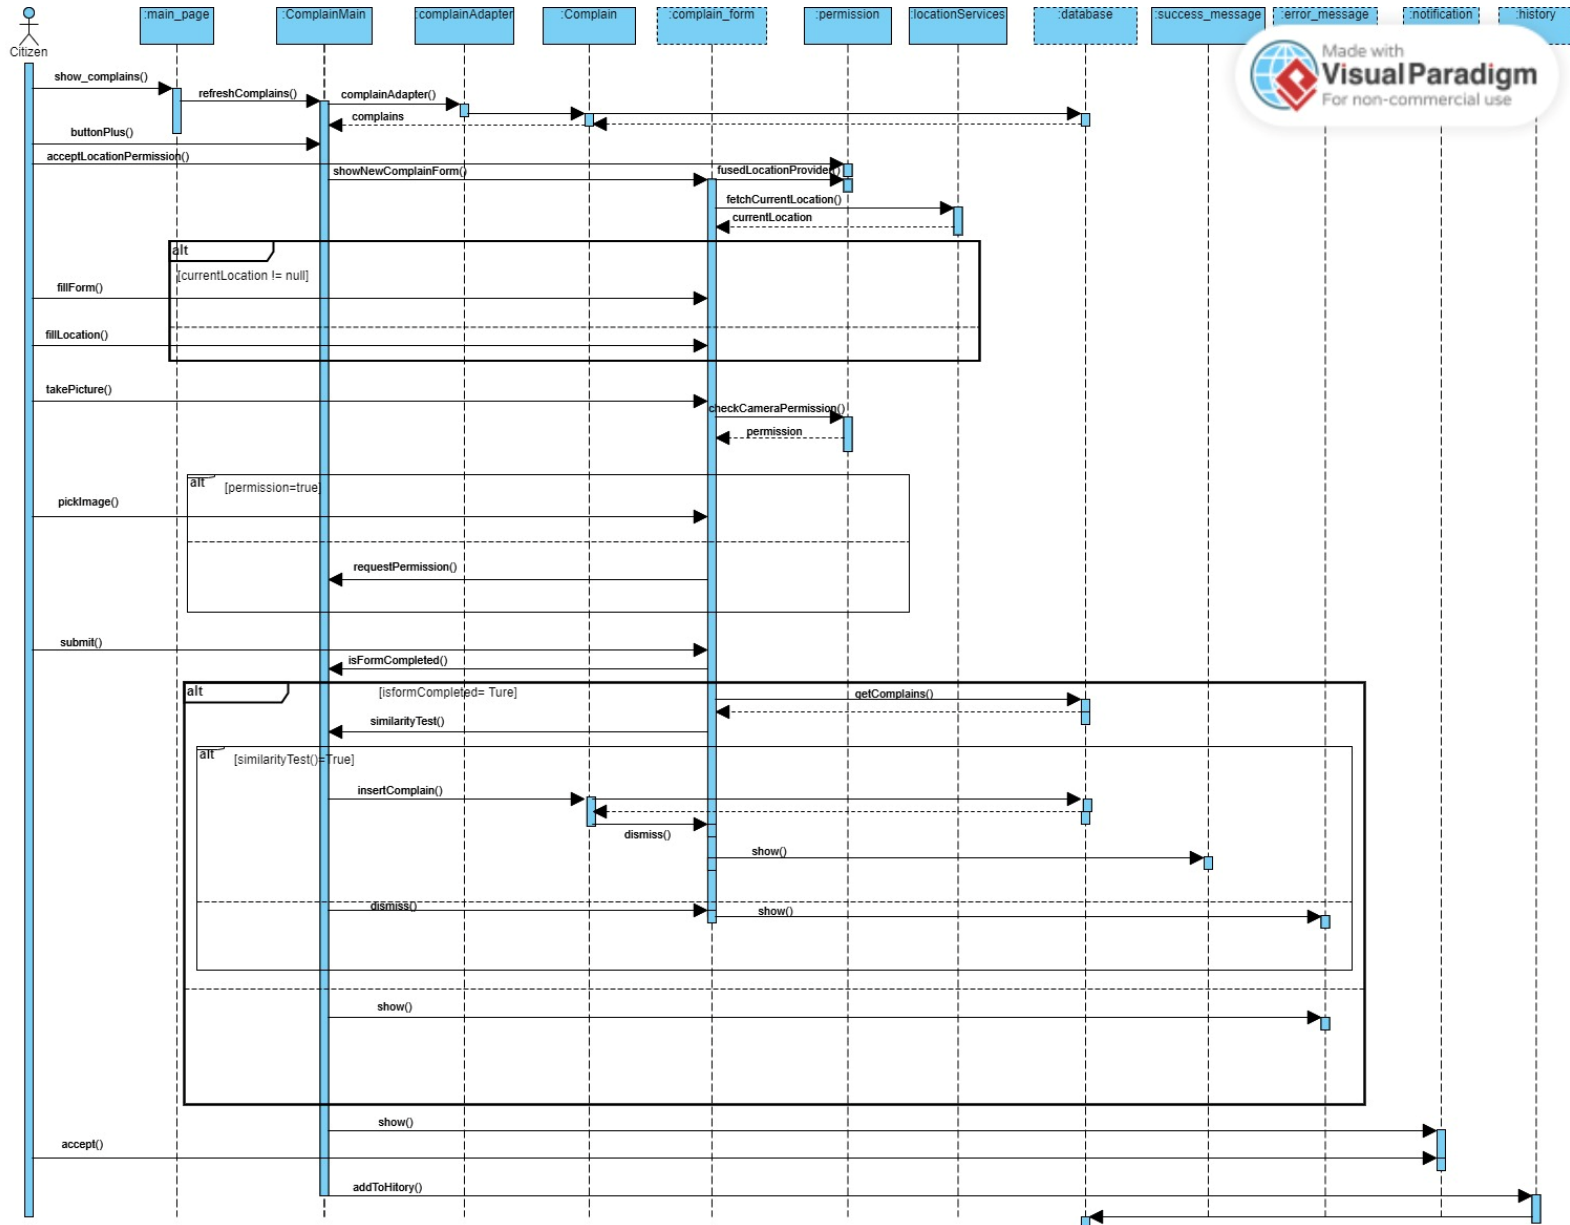 :main_page :ComplainMain :complainAdapter :Complain :complain_form :permission :locationServices :database :success_message :error_message :notification :history
Citizen
Made with
Visual Paradigm
For non-commercial use
show_complains()
refreshComplains()
complainAdapter()
complains
buttonPlus()
acceptLocationPermission()
showNewComplainForm()
fusedLocationProvider()
fetchCurrentLocation()
currentLocation
alt
[currentLocation != null]
fillForm()
fillLocation()
takePicture()
checkCameraPermission()
permission
alt
[permission=true]
pickImage()
requestPermission()
submit()
isFormCompleted()
alt
[isformCompleted= Ture]
getComplains()
similarityTest()
alt
[similarityTest()=True]
insertComplain()
dismiss()
show()
dismiss()
show()
show()
show()
accept()
addToHitory()